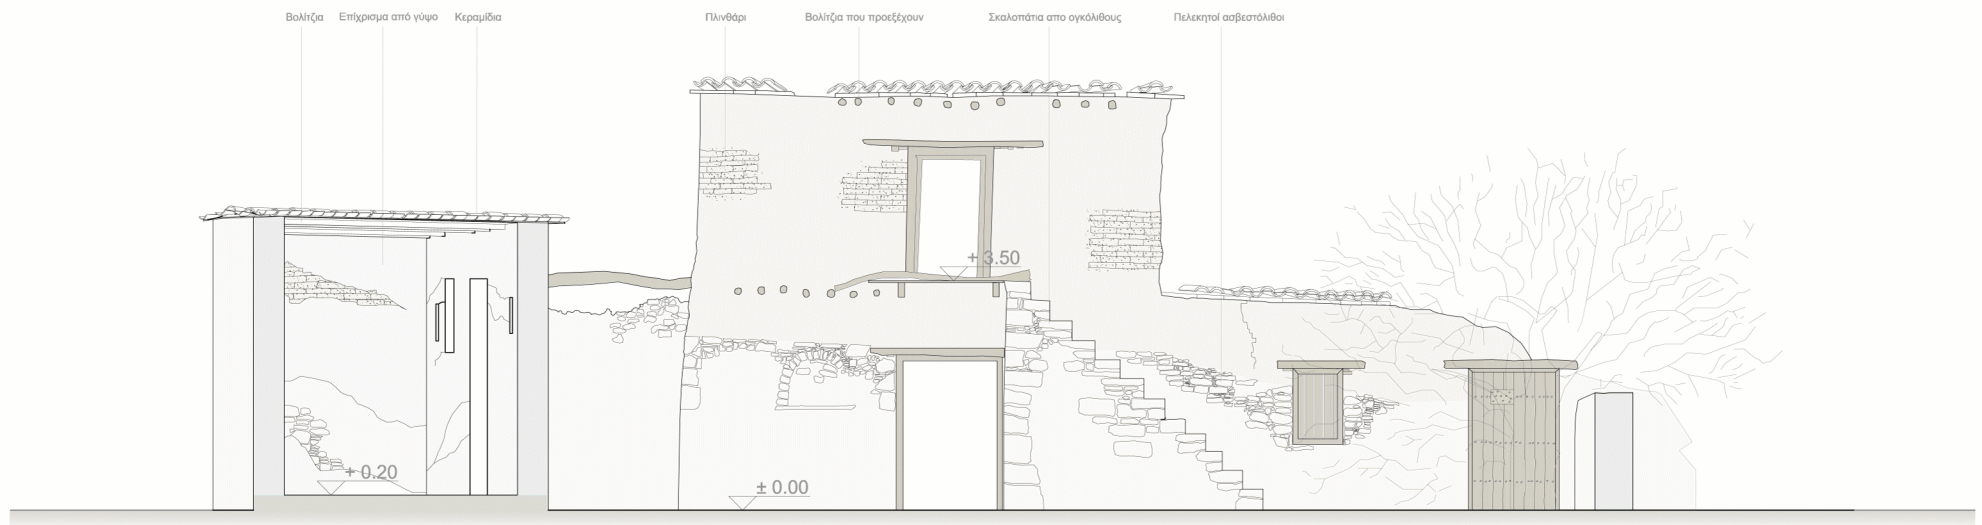 Βολίτζια
Επίχρισμα από γύψο
Κεραμίδια
Πλινθάρι
Βολίτζια που προεξέχουν
Σκαλοπάτια απο ογκόλιθους
Πελεκητοί ασβεστόλιθοι
+ 3.50
+ 0.20
± 0.00